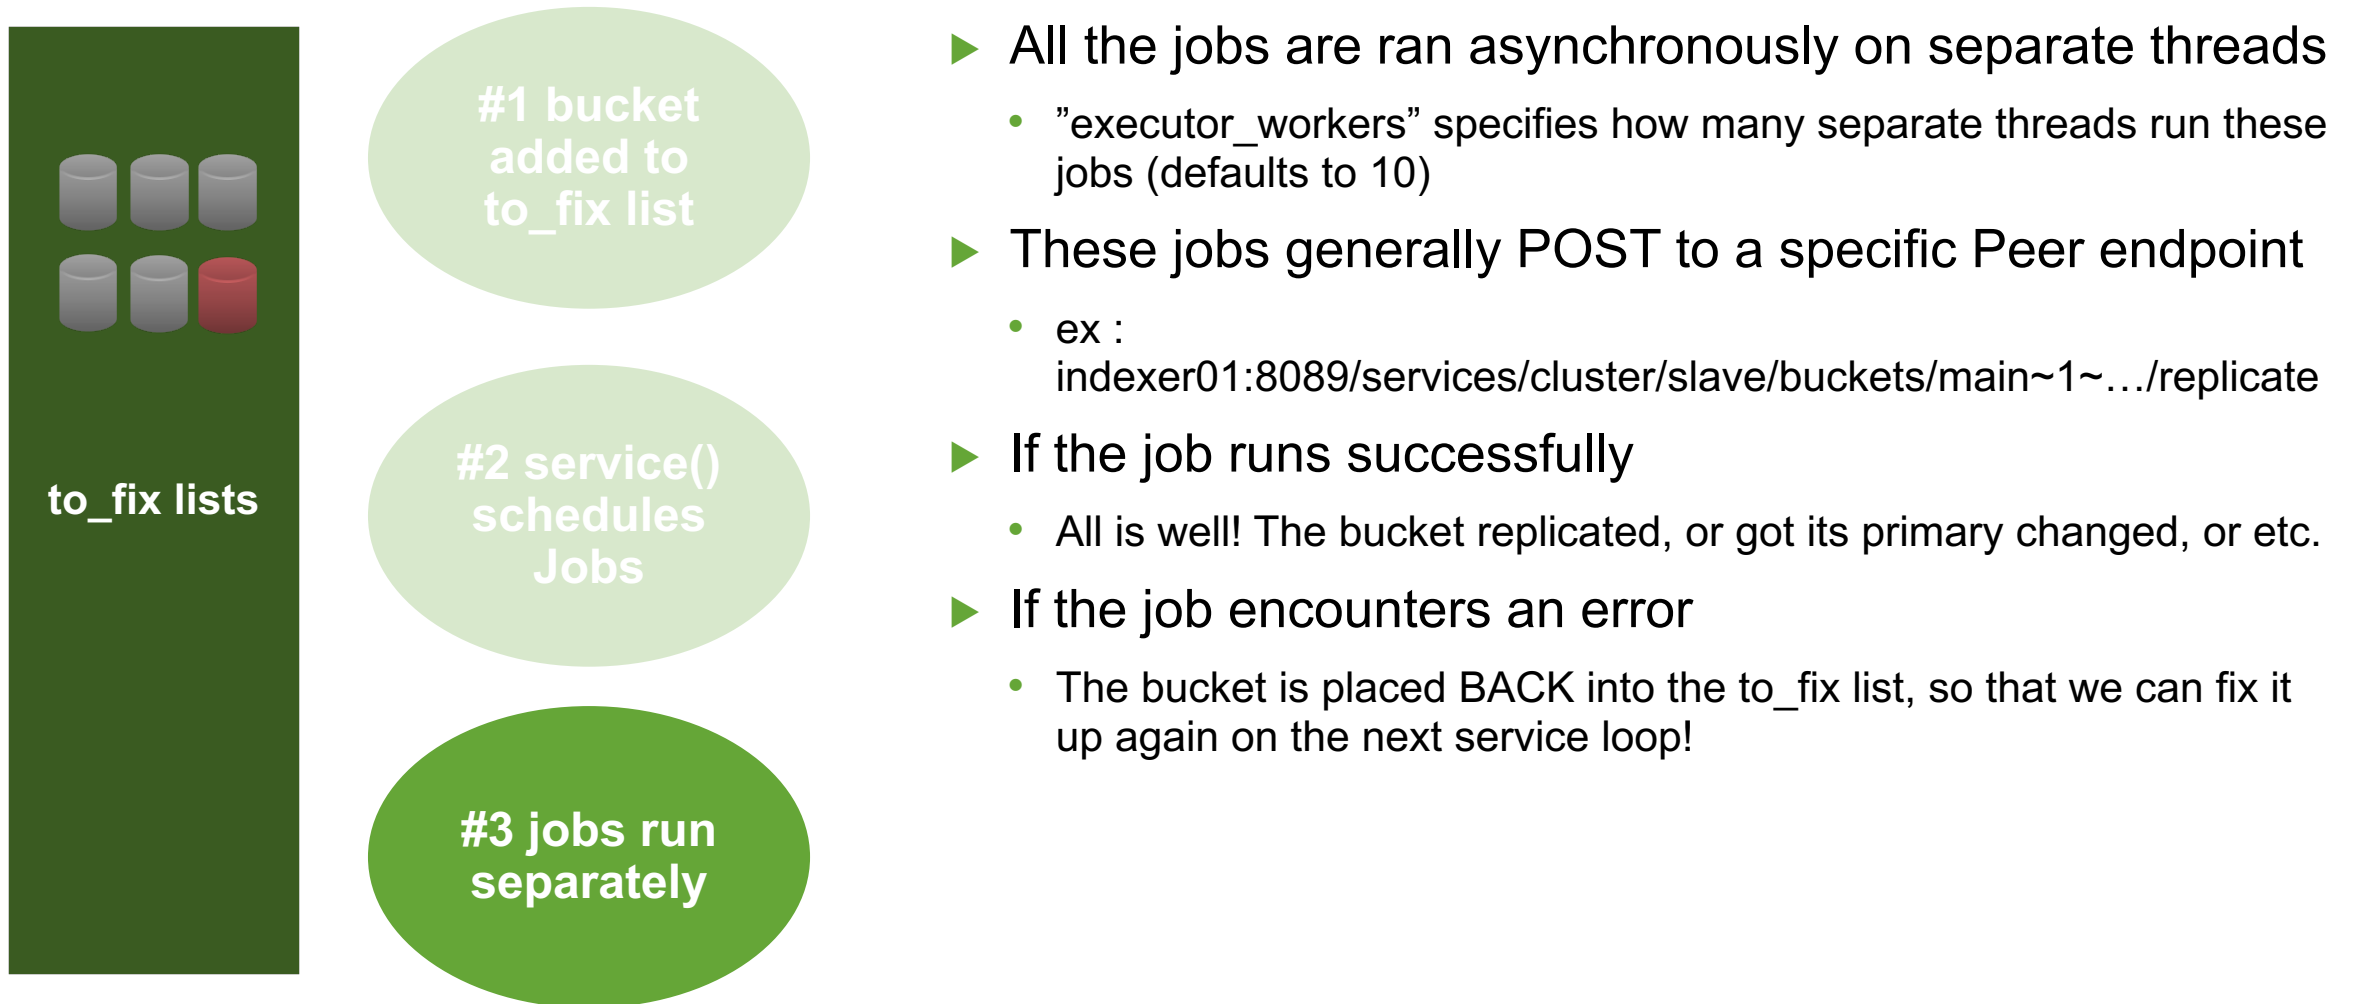 to_fix lists
#1 bucket
added to
to_fix list
#2 service()
schedules
Jobs
#3 jobs run
separately
All the jobs are ran asynchronously on separate threads
”executor_workers” specifies how many separate threads run these
jobs (defaults to 10)
These jobs generally POST to a specific Peer endpoint
ex :
indexer01:8089/services/cluster/slave/buckets/main~1~…/replicate
If the job runs successfully
All is well! The bucket replicated, or got its primary changed, or etc.
If the job encounters an error
The bucket is placed BACK into the to_fix list, so that we can fix it
up again on the next service loop!